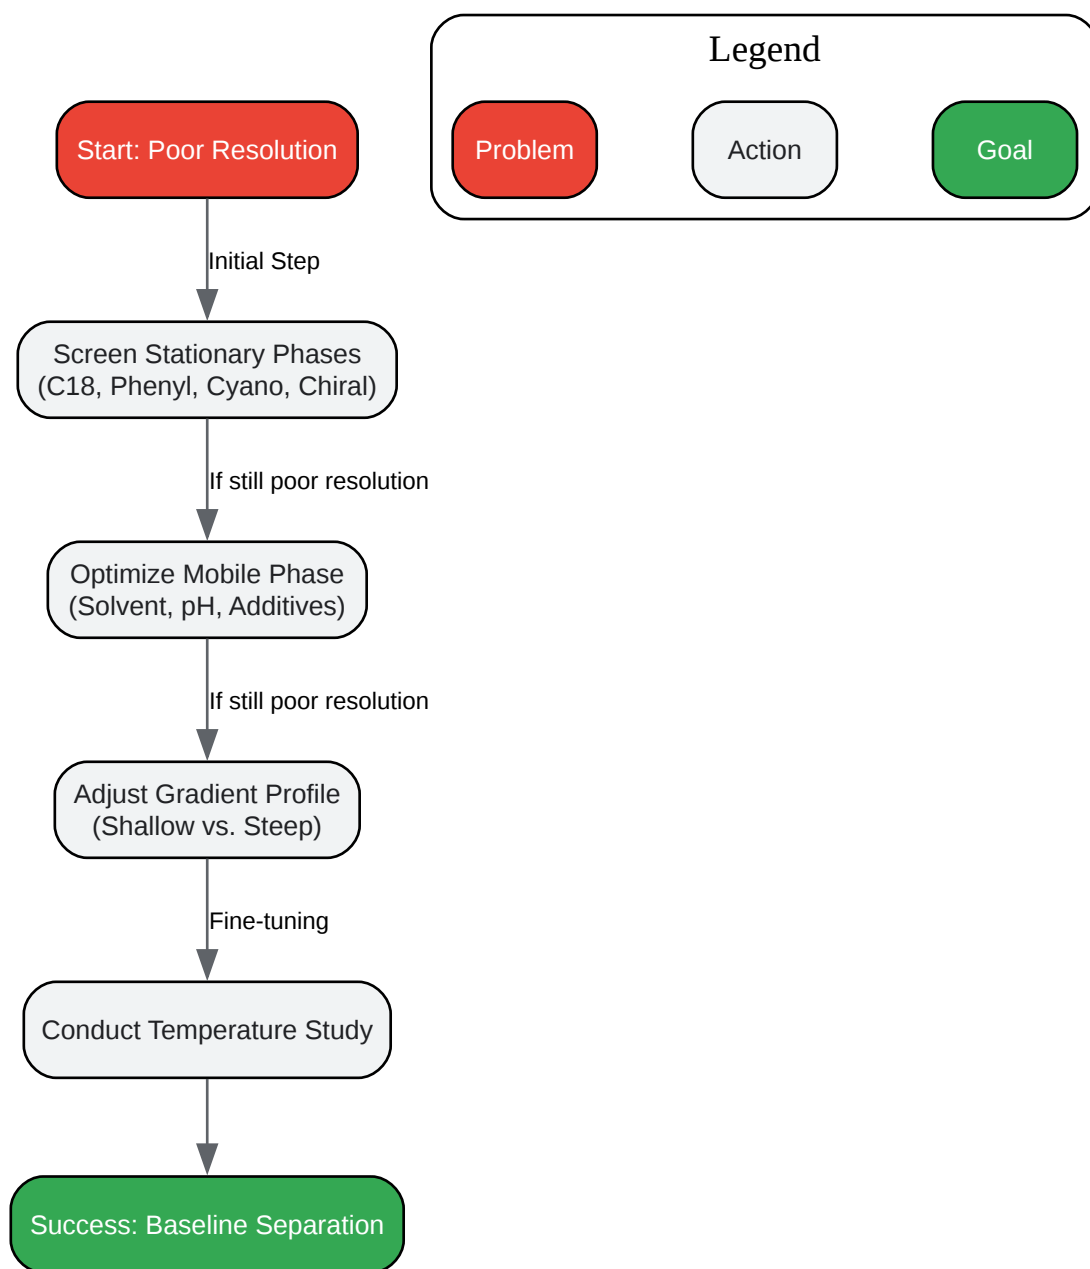 Legend
Problem
Action
Goal
Start: Poor Resolution
Initial Step
Screen Stationary Phases
(C18, Phenyl, Cyano, Chiral)
If still poor resolution
Optimize Mobile Phase
(Solvent, pH, Additives)
If still poor resolution
Adjust Gradient Profile
(Shallow vs. Steep)
Fine-tuning
Conduct Temperature Study
Success: Baseline Separation